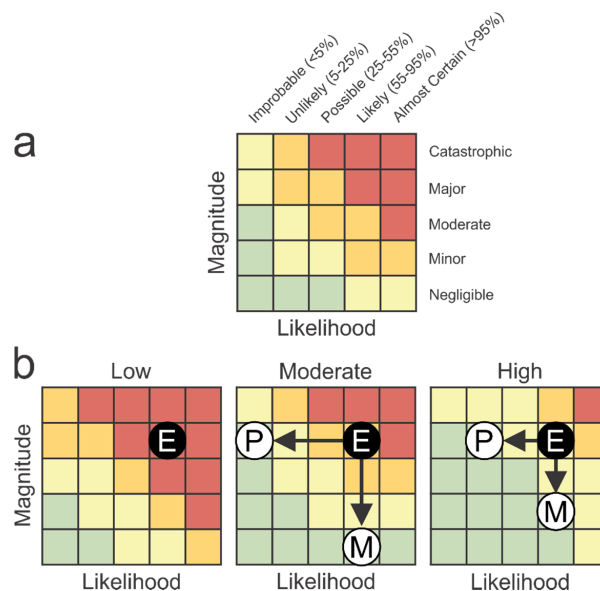 a
Improbable (<5%)
Unlikely (5-25%)
Possible (25-55%)
Likely (55-95%)
Almost Certain (>95%)
Magnitude
Catastrophic
Major
Moderate
Minor
Negligible
Likelihood
b
Low
Moderate
High
Magnitude
E
P
E
M
P
E
M
Likelihood
Likelihood
Likelihood